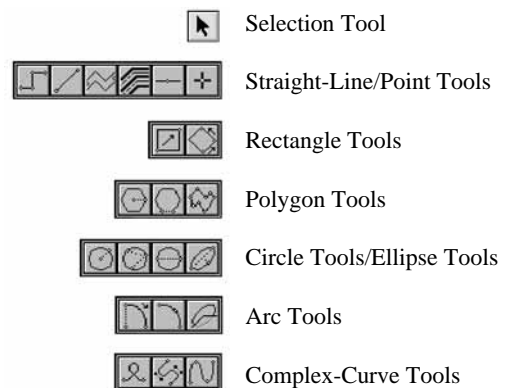 Selection Tool
Straight-Line/Point Tools
Rectangle Tools
Polygon Tools
Circle Tools/Ellipse Tools
Arc Tools
Complex-Curve Tools